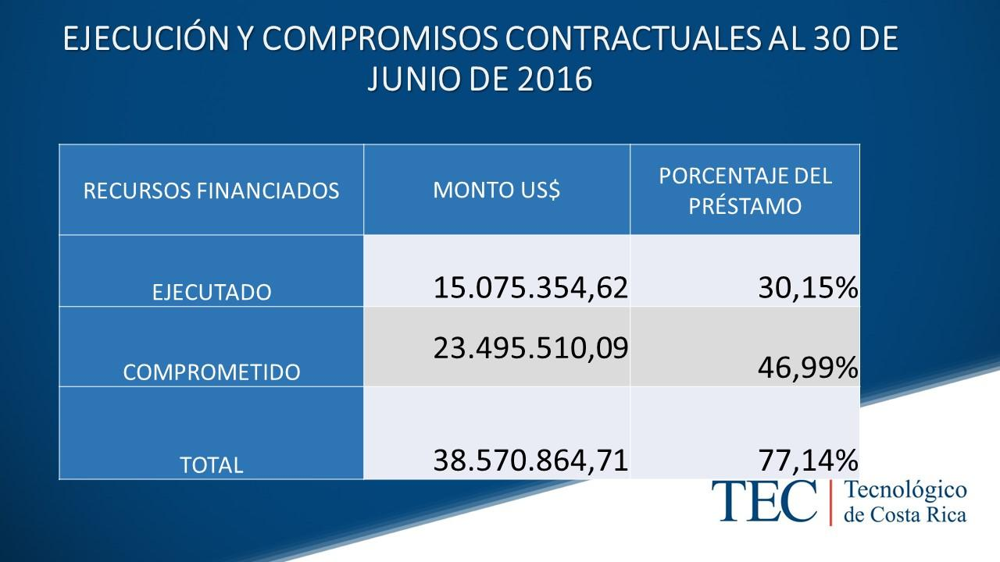 EJECUCIÓN Y COMPROMISOS CONTRACTUALES AL 30 DE
JUNIO DE 2016
RECURSOS FINANCIADOS
MONTO US$
PORCENTAJE DEL
PRÉSTAMO
EJECUTADO
15.075.354,62
30,15%
COMPROMETIDO
23.495.510,09
46,99%
TOTAL
38.570.864,71
77,14%
TEC
Tecnológico
de Costa Rica